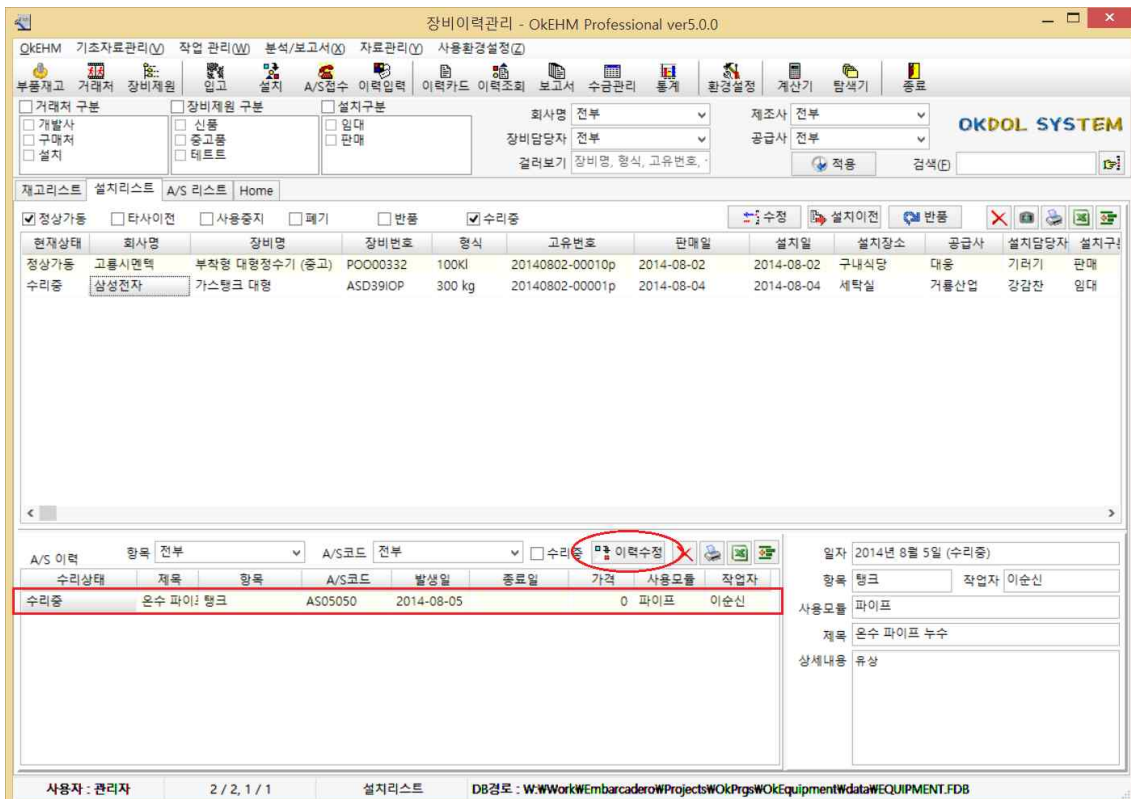 장비이력관리 - OkEHM Professional ver5.0.0
OkEHM 기초자료관리(V) 작업 관리(W) 분석/보고서(X) 자료관리(Y) 사용환경설정(Z)
부품재고 거래처 장비제원 입고 설치 A/S접수 이력입력 이력카드 이력조회 보고서 수금관리 통계 환경설정 계산기 탐색기 종료
거래처 구분 장비제원 구분 설치구분
개발사 신품 임대
구매처 중고품 판매
설치 테트트
회사명 전부 제조사 전부
장비담당자 전부 공급사 전부
걸러보기 장비명, 형식, 고유번호, 적용 검색(F)
OKDOL SYSTEM
재고리스트 설치리스트 A/S 리스트 Home
정상가동 타사이전 사용중지 폐기 반품 수리중 수정 설치이전 반품
현재상태 회사명 장비명 장비번호 형식 고유번호 판매일 설치일 설치장소 공급사 설치담당자 설치구분
정상가동 고룡시멘텍 부착형 대형정수기 (중고) POO00332 100Kl 20140802-00010p 2014-08-02 2014-08-02 구내식당 대웅 기러기 판매
수리중 삼성전자 가스탱크 대형 ASD39IOP 300 kg 20140802-00001p 2014-08-04 2014-08-04 세탁실 거룡산업 강감찬 임대
A/S 이력 항목 전부 A/S코드 전부 수리중 이력수정
수리상태 제목 항목 A/S코드 발생일 종료일 가격 사용모듈 작업자
수리중 온수 파이프 탱크 AS05050 2014-08-05 0 파이프 이순신
일자 2014년 8월 5일 (수리중)
항목 탱크 작업자 이순신
사용모듈 파이프
제목 온수 파이프 누수
상세내용 유상
사용자 : 관리자 2 / 2, 1 / 1 설치리스트 DB경로 : W:₩Work₩Embarcadero₩Projects₩OkPrgs₩OkEquipment₩data₩EQUIPMENT.FDB